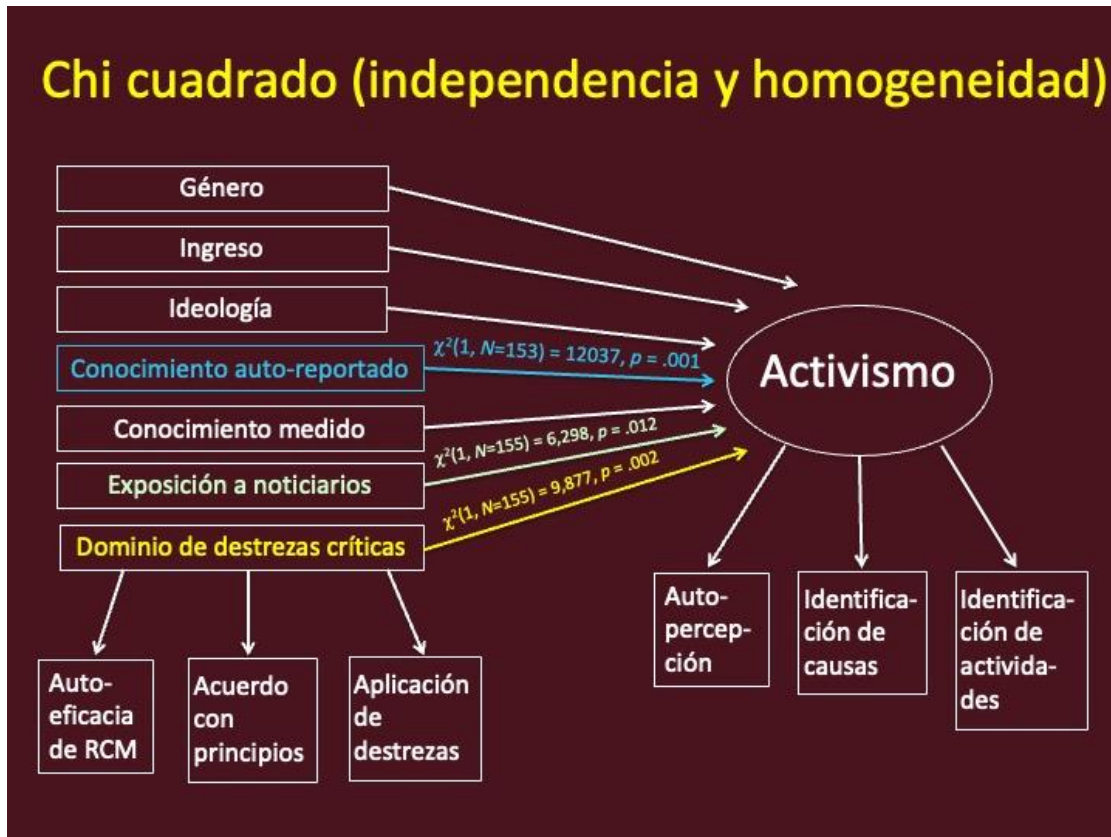 Chi cuadrado (independencia y homogeneidad)
Género
Ingreso
Ideología
Conocimiento auto-reportado
χ²(1, N=153) = 12037, p = .001
Conocimiento medido
χ²(1, N=155) = 6,298, p = .012
Exposición a noticiarios
χ²(1, N=155) = 9,877, p = .002
Dominio de destrezas críticas
Activismo
Auto-
eficacia
de RCM
Acuerdo
con
principios
Aplicación
de
destrezas
Auto-
percep-
ción
Identifica-
ción de
causas
Identifica-
ción de
activida-
des